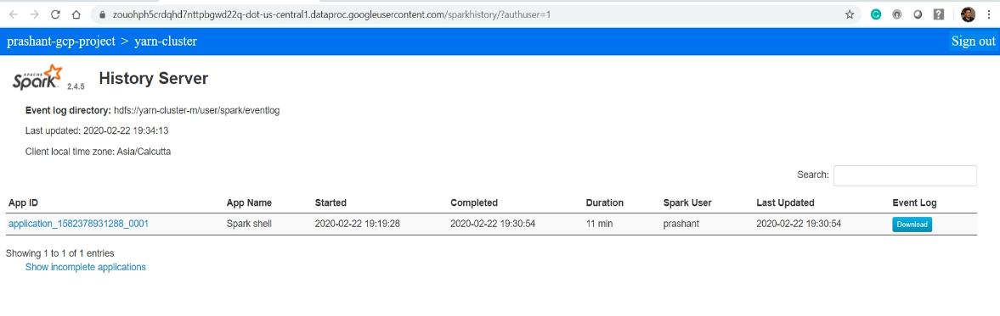 zouohph5crdqhd7nttpbgwd22q-dot-us-central1.dataproc.googleusercontent.com/sparkhistory/?authuser=1
prashant-gcp-project > yarn-cluster Sign out
APACHE Spark 2.4.5 History Server
Event log directory: hdfs://yarn-cluster-m/user/spark/eventlog
Last updated: 2020-02-22 19:34:13
Client local time zone: Asia/Calcutta
Search:
App ID App Name Started Completed Duration Spark User Last Updated Event Log
application_1582378931288_0001 Spark shell 2020-02-22 19:19:28 2020-02-22 19:30:54 11 min prashant 2020-02-22 19:30:54 Download
Showing 1 to 1 of 1 entries
Show incomplete applications